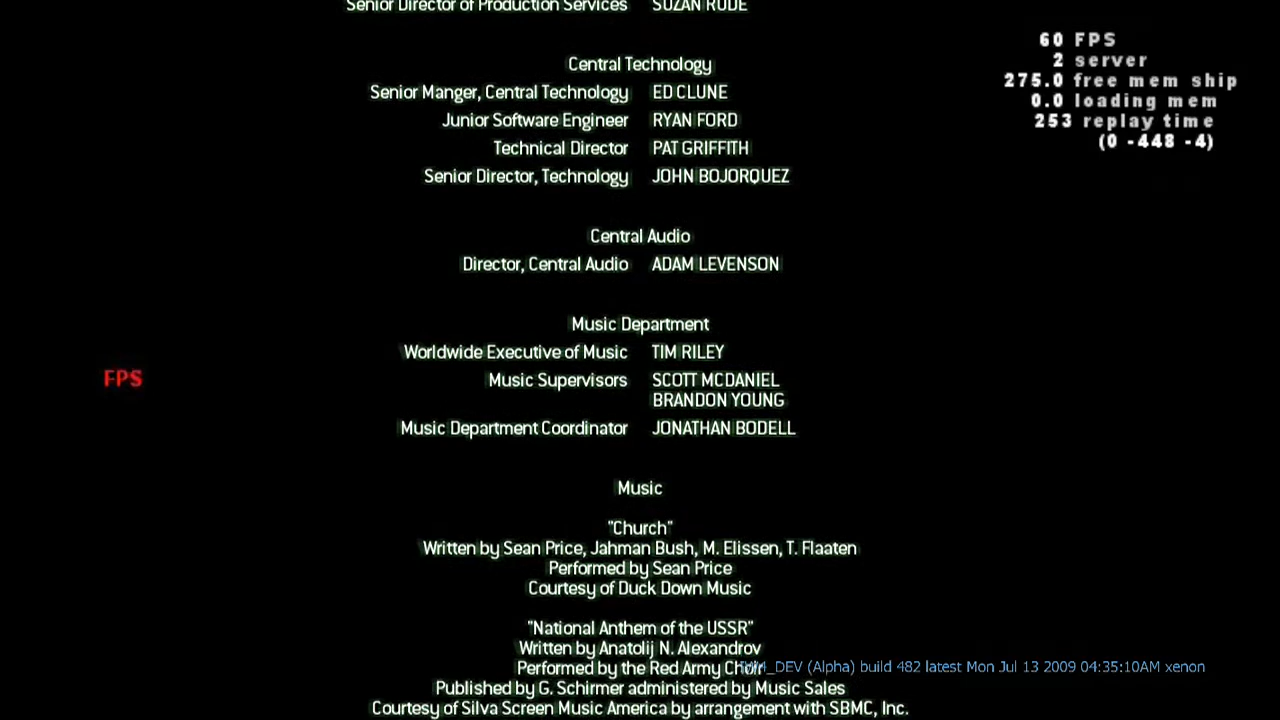 Senior Director of Production Services SUZAN RUDE
60 FPS
2 server
275.0 free mem ship
0.0 loading mem
253 replay time
(0 -448 -4)
Central Technology
Senior Manger, Central Technology ED CLUNE
Junior Software Engineer RYAN FORD
Technical Director PAT GRIFFITH
Senior Director, Technology JOHN BOJORQUEZ
Central Audio
Director, Central Audio ADAM LEVENSON
Music Department
Worldwide Executive of Music TIM RILEY
FPS
Music Supervisors SCOTT MCDANIEL
BRANDON YOUNG
Music Department Coordinator JONATHAN BODELL
Music
"Church"
Written by Sean Price, Jahman Bush, M. Elissen, T. Flaaten
Performed by Sean Price
Courtesy of Duck Down Music
"National Anthem of the USSR"
Written by Anatolij N. Alexandrov
Performed by the Red Army Choir
(Alpha) build 482 latest Mon Jul 13 2009 04:35:10AM xenon
Published by G. Schirmer administered by Music Sales
Courtesy of Silva Screen Music America by arrangement with SBMC, Inc.